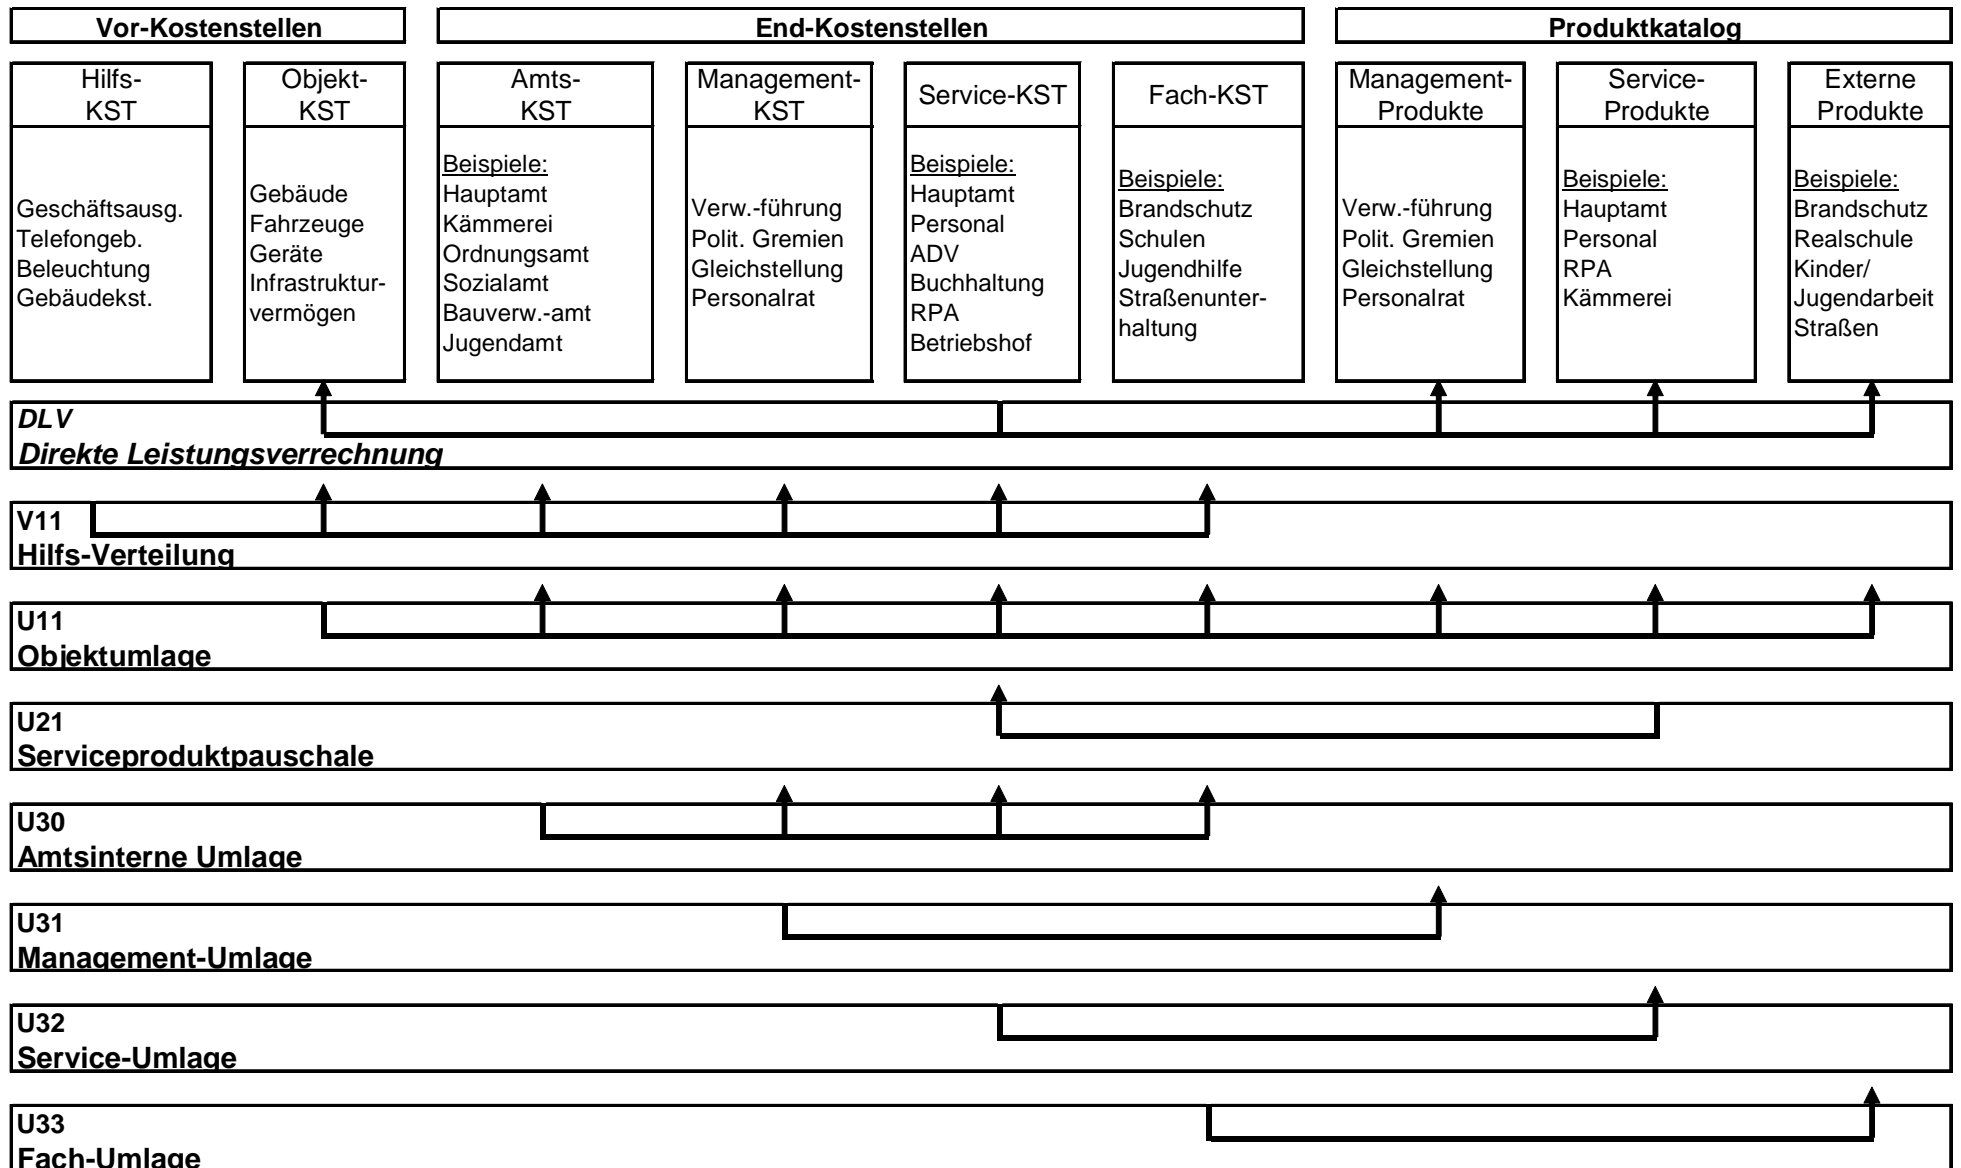 Vor-Kostenstellen
End-Kostenstellen
Produktkatalog
Hilfs-
KST
Objekt-
KST
Amts-
KST
Management-
KST
Service-KST
Fach-KST
Management-
Produkte
Service-
Produkte
Externe
Produkte
Geschäftsausg.
Telefongeb.
Beleuchtung
Gebäudekst.
Gebäude
Fahrzeuge
Geräte
Infrastruktur-
vermögen
Beispiele:
Hauptamt
Kämmerei
Ordnungsamt
Sozialamt
Bauverw.-amt
Jugendamt
Verw.-führung
Polit. Gremien
Gleichstellung
Personalrat
Beispiele:
Hauptamt
Personal
ADV
Buchhaltung
RPA
Betriebshof
Beispiele:
Brandschutz
Schulen
Jugendhilfe
Straßenunter-
haltung
Verw.-führung
Polit. Gremien
Gleichstellung
Personalrat
Beispiele:
Hauptamt
Personal
RPA
Kämmerei
Beispiele:
Brandschutz
Realschule
Kinder/
Jugendarbeit
Straßen
DLV
Direkte Leistungsverrechnung
V11
Hilfs-Verteilung
U11
Objektumlage
U21
Serviceproduktpauschale
U30
Amtsinterne Umlage
U31
Management-Umlage
U32
Service-Umlage
U33
Fach-Umlage